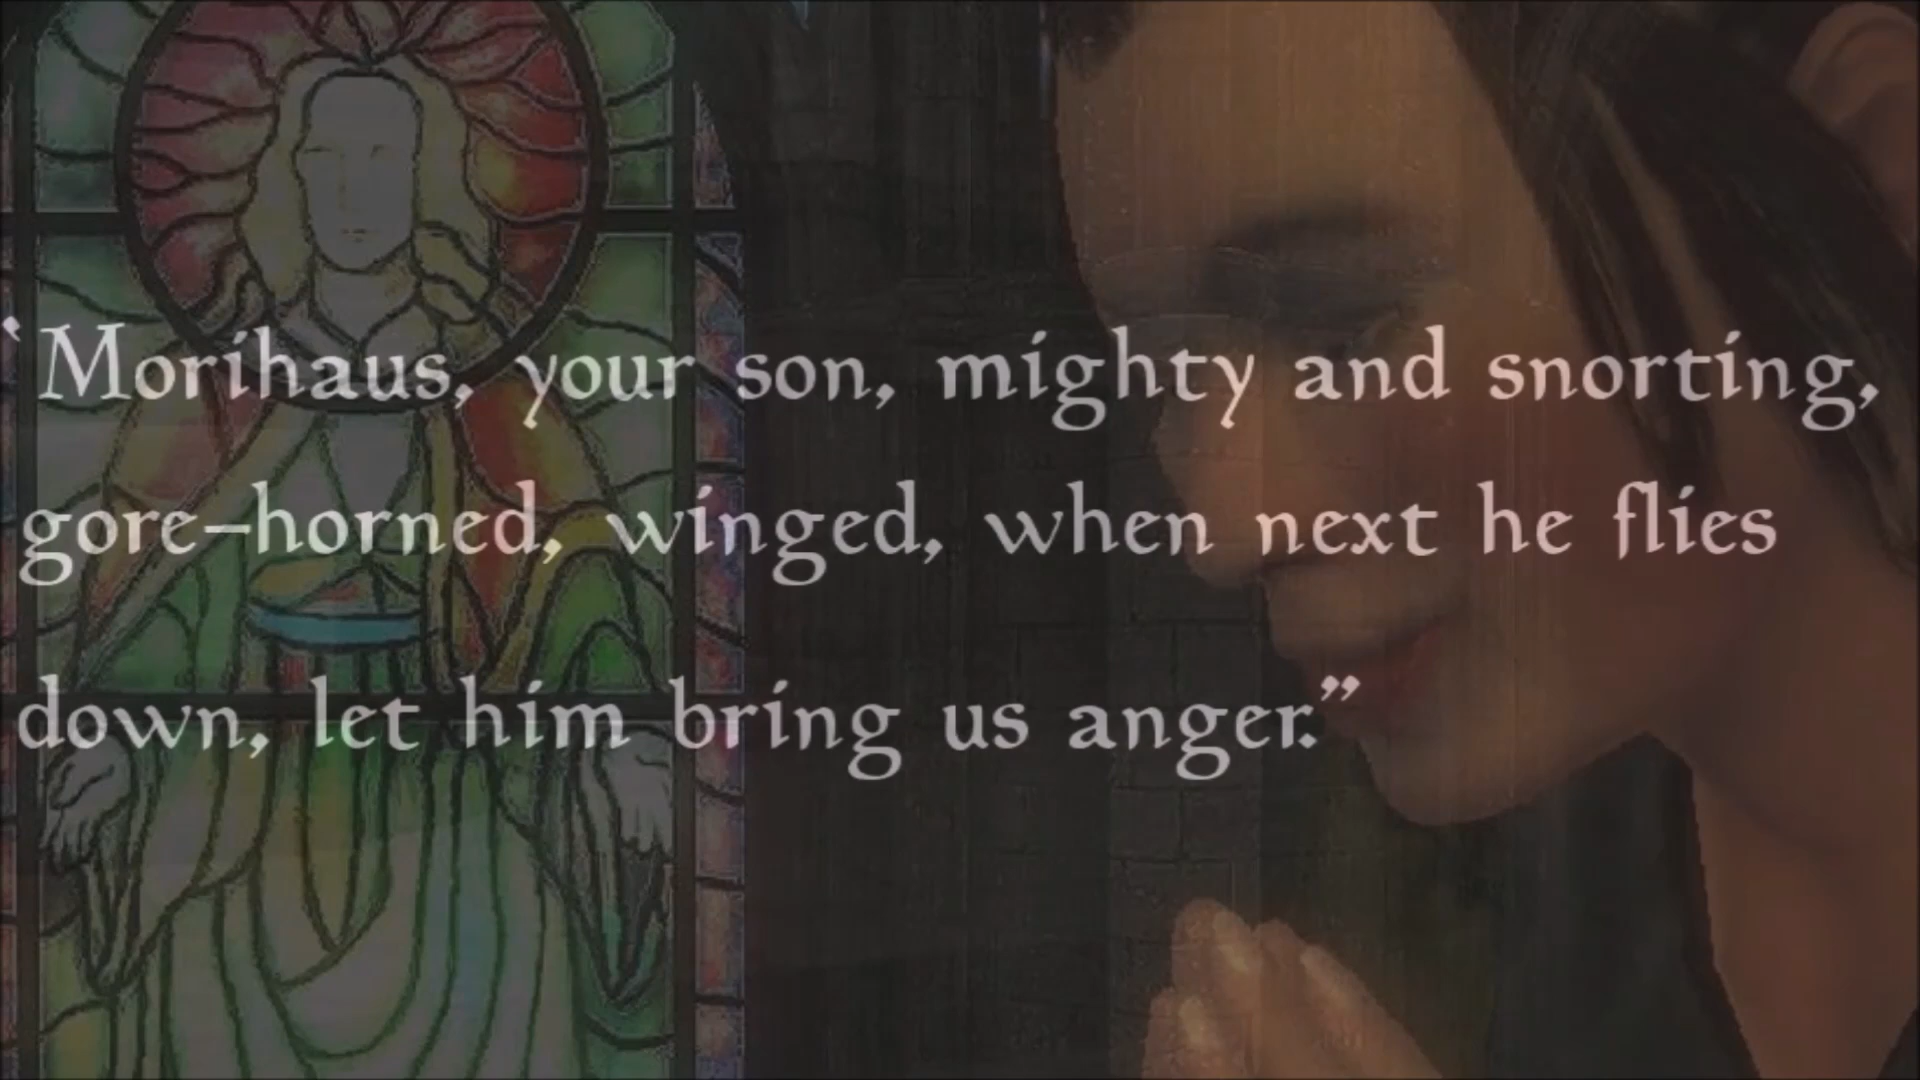 ‘Morihaus, your son, mighty and snorting,
gore-horned, winged, when next he flies
down, let him bring us anger.”